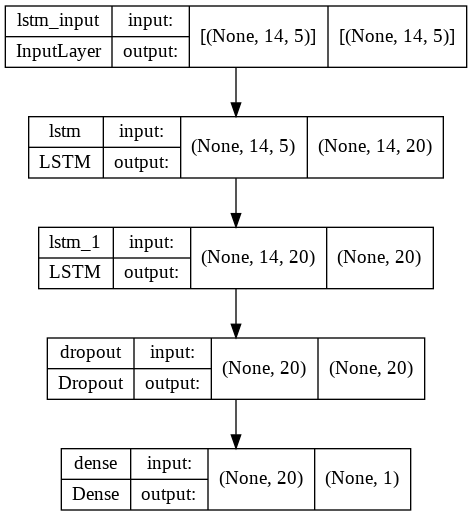 lstm_input input: [(None, 14, 5)] [(None, 14, 5)]
InputLayer output:
lstm input: (None, 14, 5) (None, 14, 20)
LSTM output:
lstm_1 input: (None, 14, 20) (None, 20)
LSTM output:
dropout input: (None, 20) (None, 20)
Dropout output:
dense input: (None, 20) (None, 1)
Dense output: